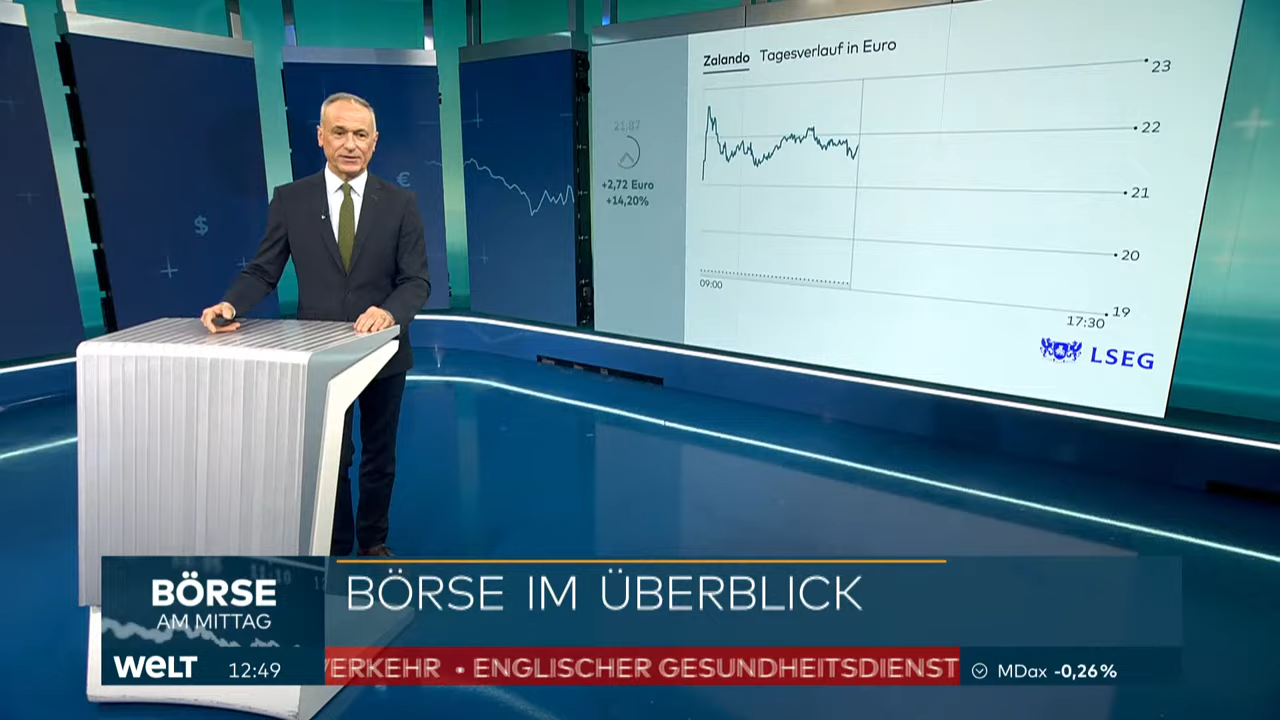 Zalando Tagesverlauf in Euro
21:87
+2,72 Euro
+14,20%
23
22
21
20
19
09:00
17:30
LSEG
$
€
BÖRSE
AM MITTAG
BÖRSE IM ÜBERBLICK
welt 12:49
VERKEHR • ENGLISCHER GESUNDHEITSDIENST
MDax -0,26%